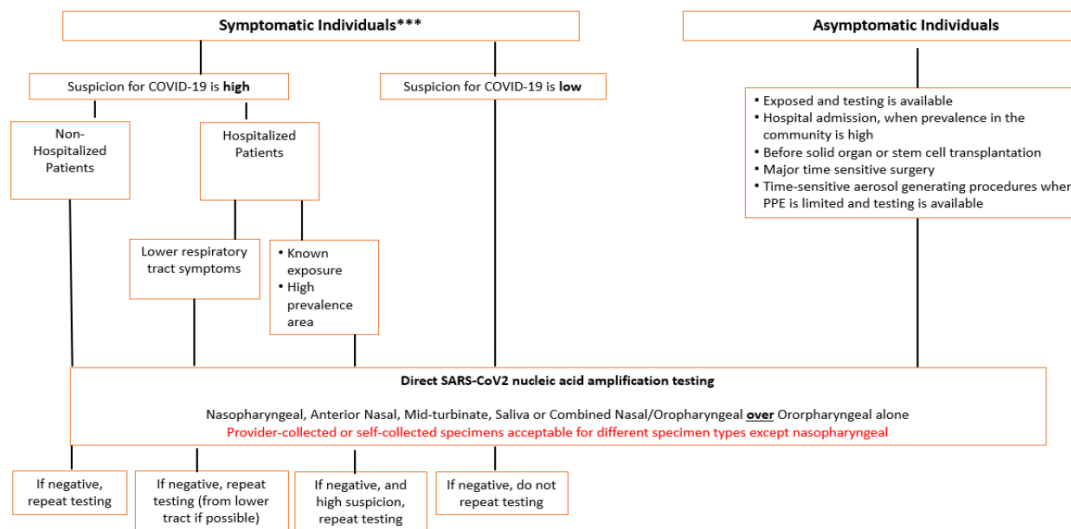 Symptomatic Individuals***
Asymptomatic Individuals
Suspicion for COVID-19 is high
Suspicion for COVID-19 is low
• Exposed and testing is available
• Hospital admission, when prevalence in the
community is high
• Before solid organ or stem cell transplantation
• Major time sensitive surgery
• Time-sensitive aerosol generating procedures when
PPE is limited and testing is available
Non-
Hospitalized
Patients
Hospitalized
Patients
Lower respiratory
tract symptoms
• Known
exposure
• High
prevalence
area
Direct SARS-CoV2 nucleic acid amplification testing
Nasopharyngeal, Anterior Nasal, Mid-turbinate, Saliva or Combined Nasal/Oropharyngeal over Ororpharyngeal alone
Provider-collected or self-collected specimens acceptable for different specimen types except nasopharyngeal
If negative,
repeat testing
If negative, repeat
testing (from lower
tract if possible)
If negative, and
high suspicion,
repeat testing
If negative, do not
repeat testing